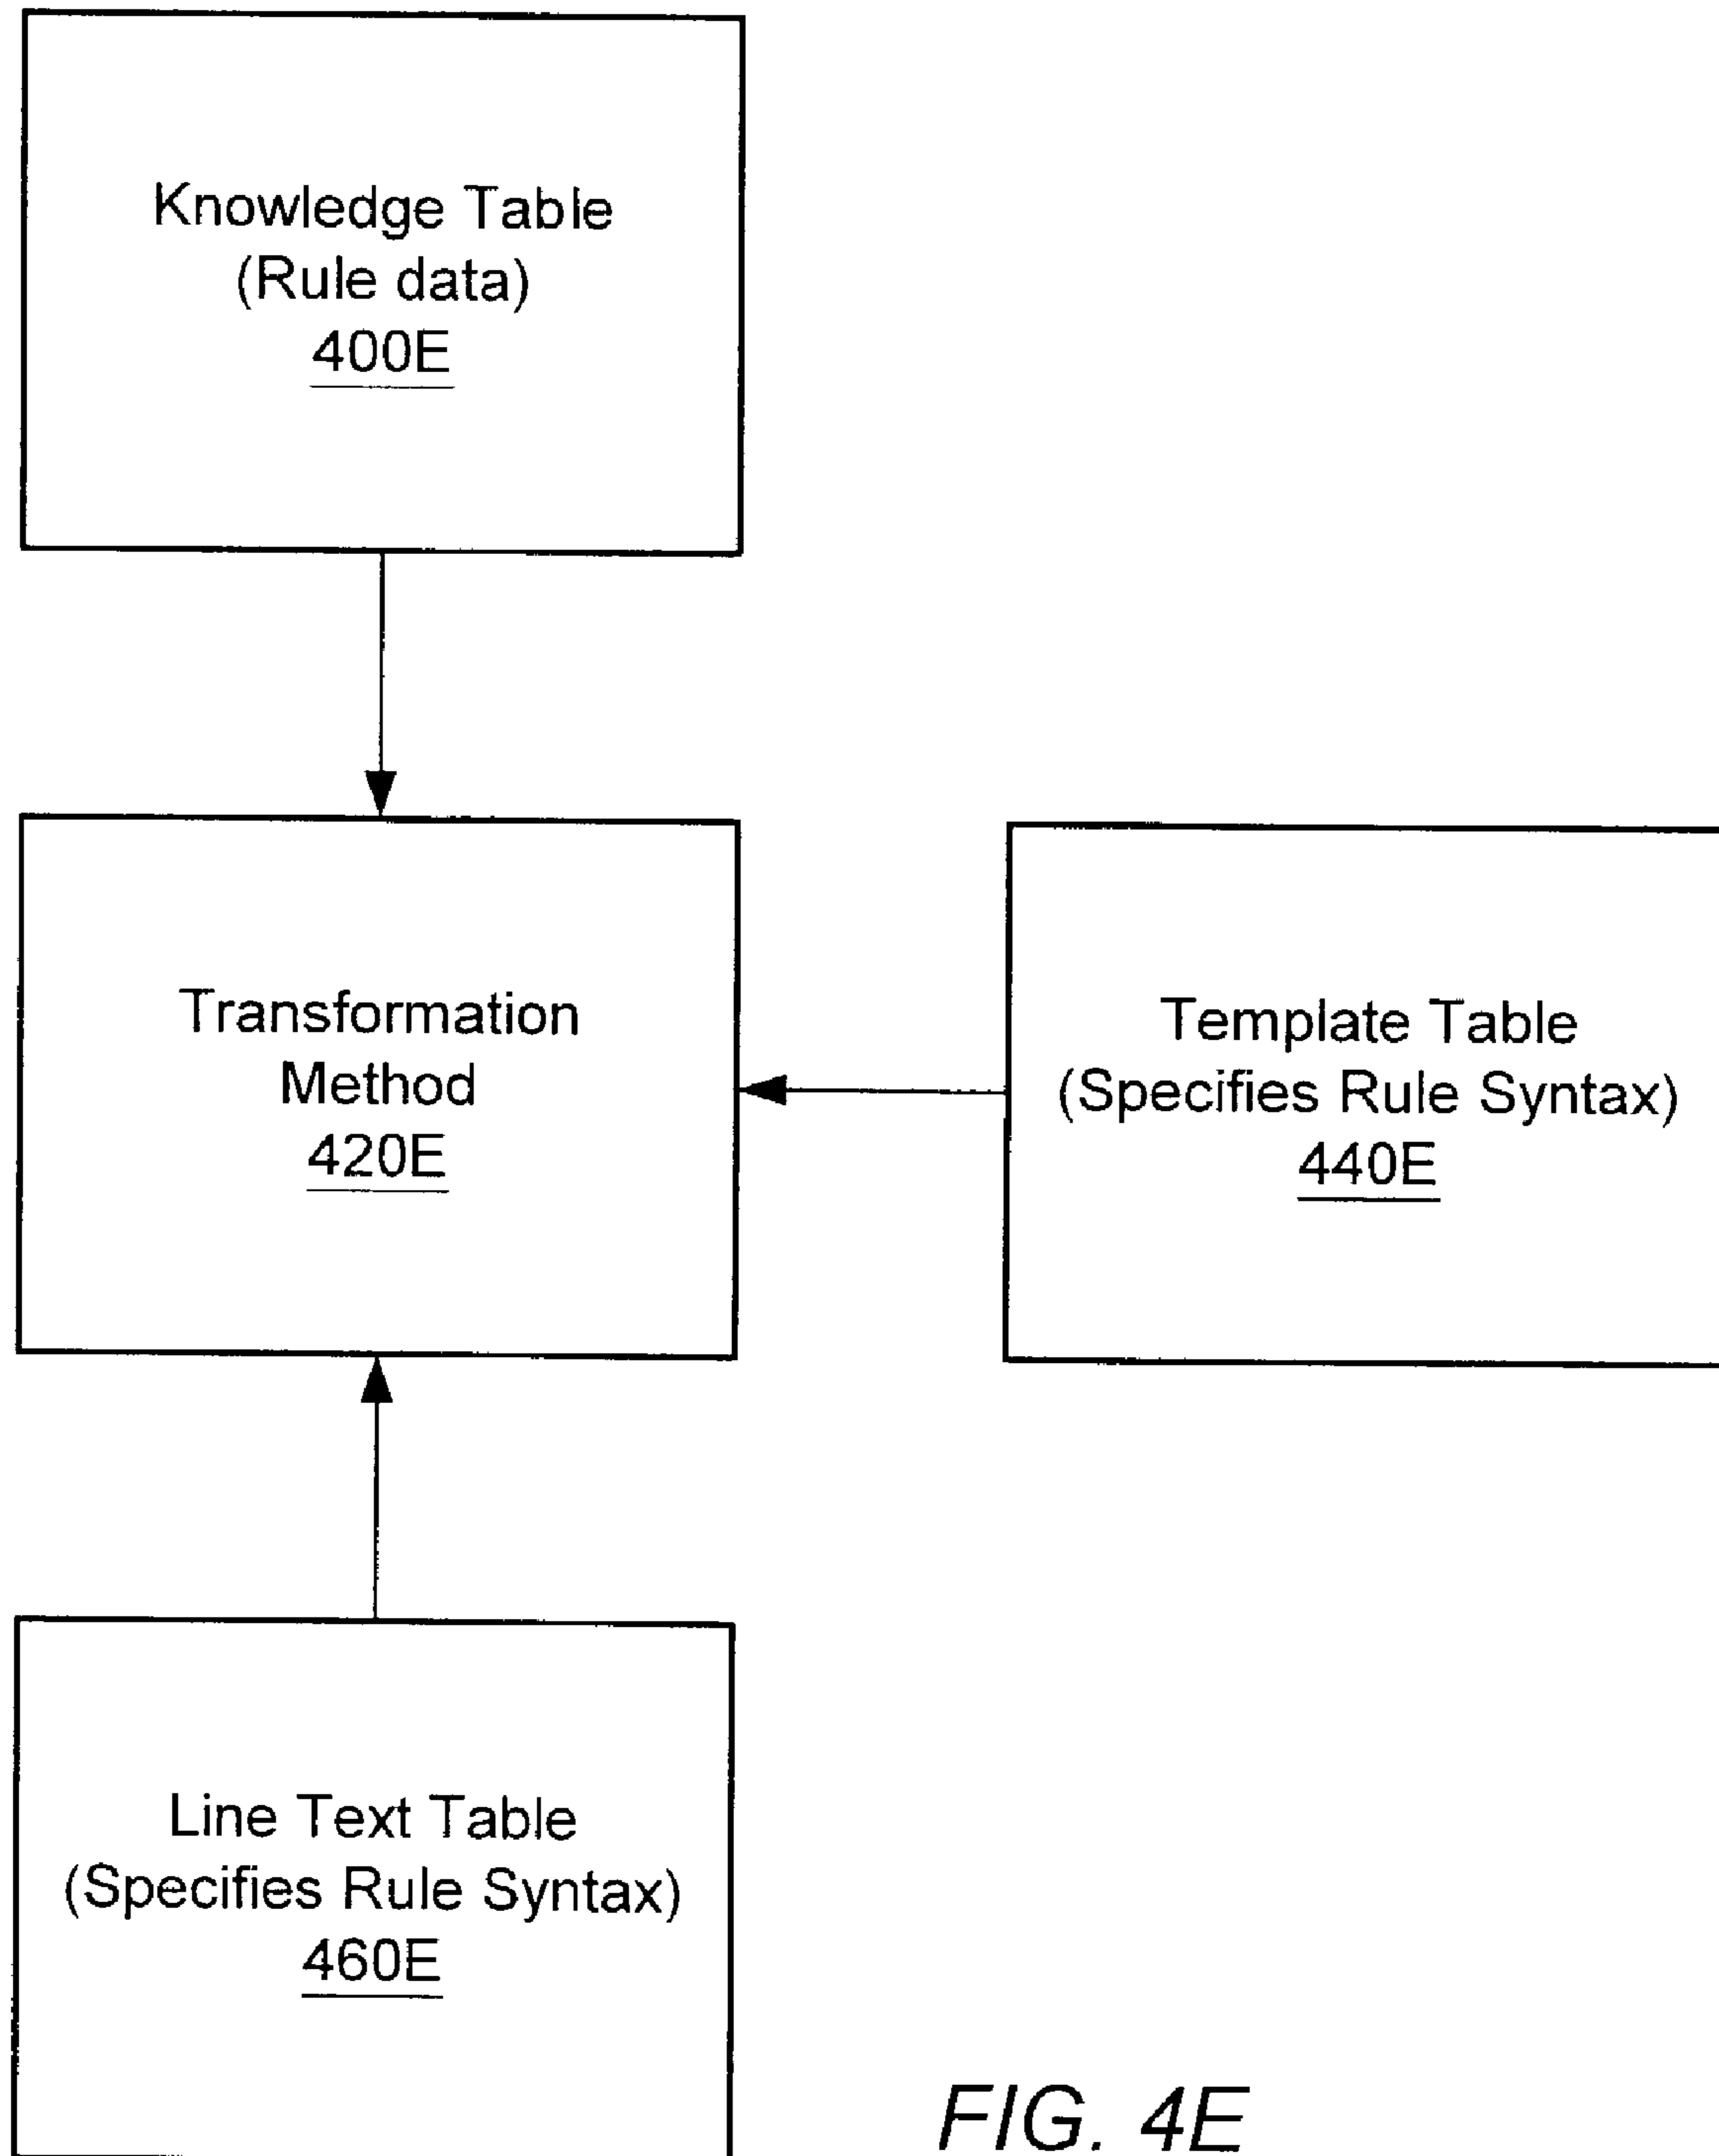 Knowledge Table
(Rule data)
400E
Transformation
Method
420E
Template Table
(Specifies Rule Syntax)
440E
Line Text Table
(Specifies Rule Syntax)
460E
FIG. 4E